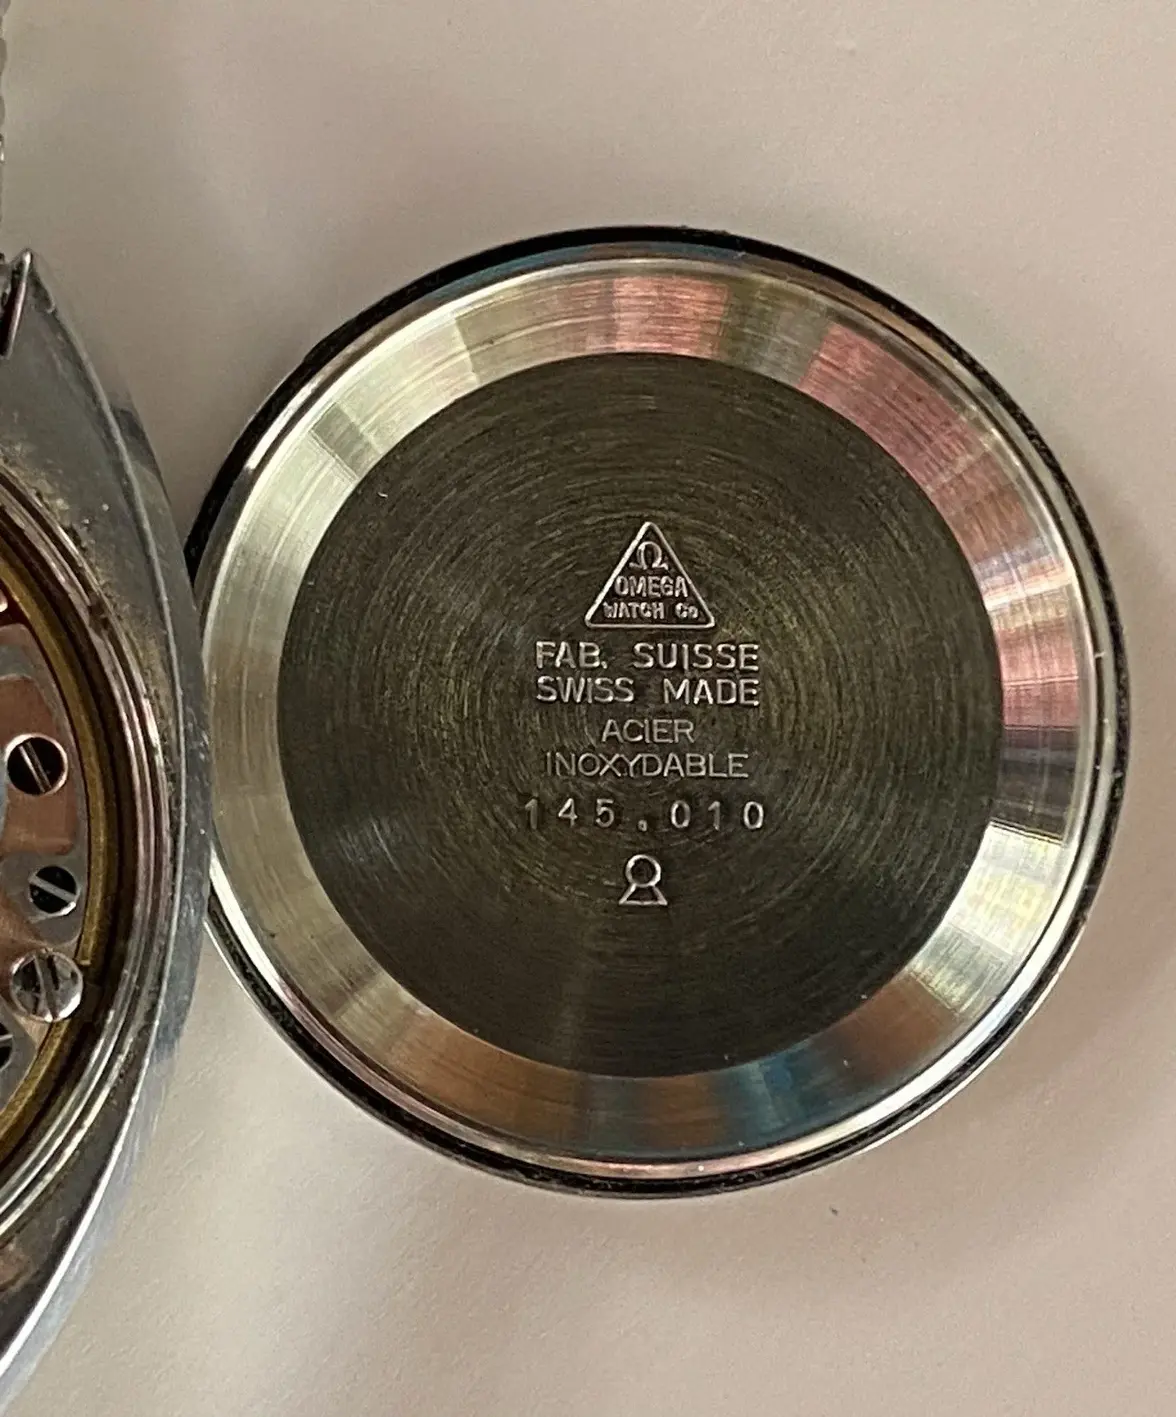 Ω
OMEGA
WATCH Co
FAB. SUISSE
SWISS MADE
ACIER
INOXYDABLE
145.010